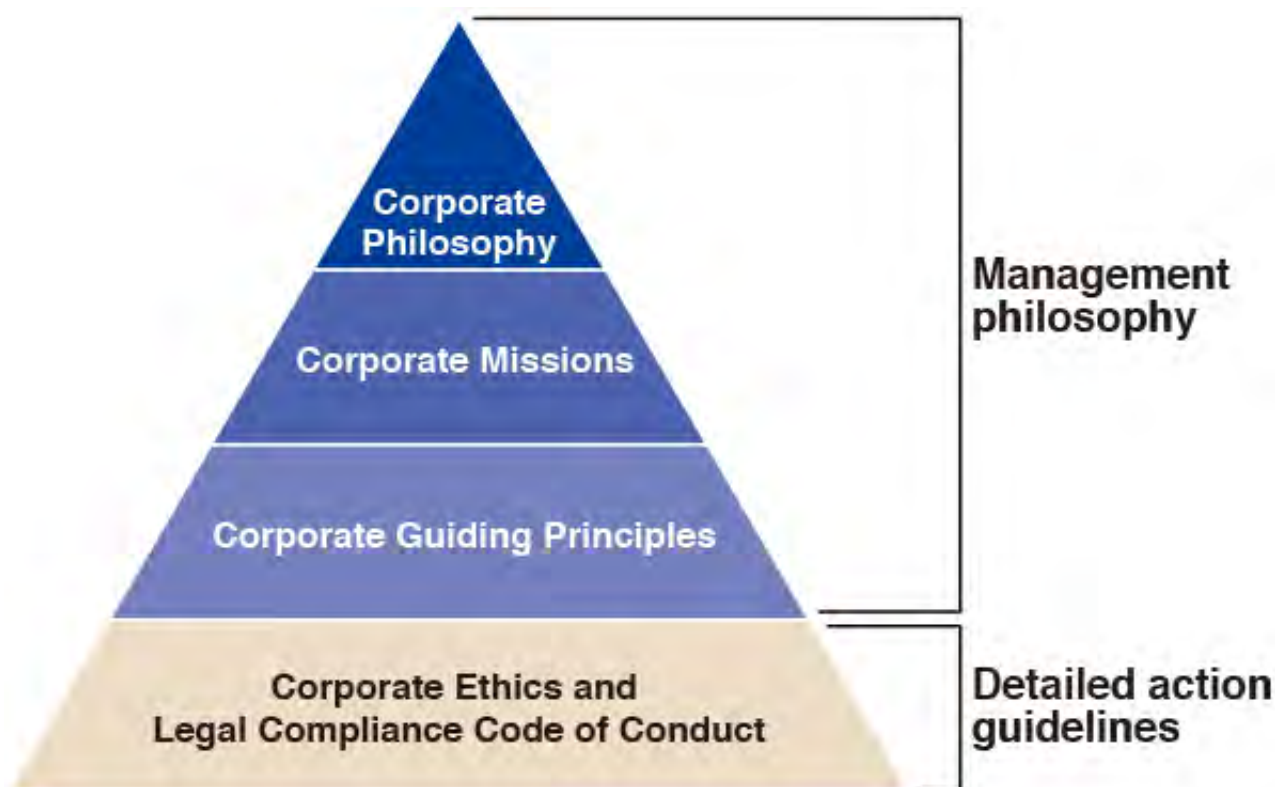 Corporate
Philosophy
Corporate Missions
Corporate Guiding Principles
Corporate Ethics and
Legal Compliance Code of Conduct
Management
philosophy
Detailed action
guidelines